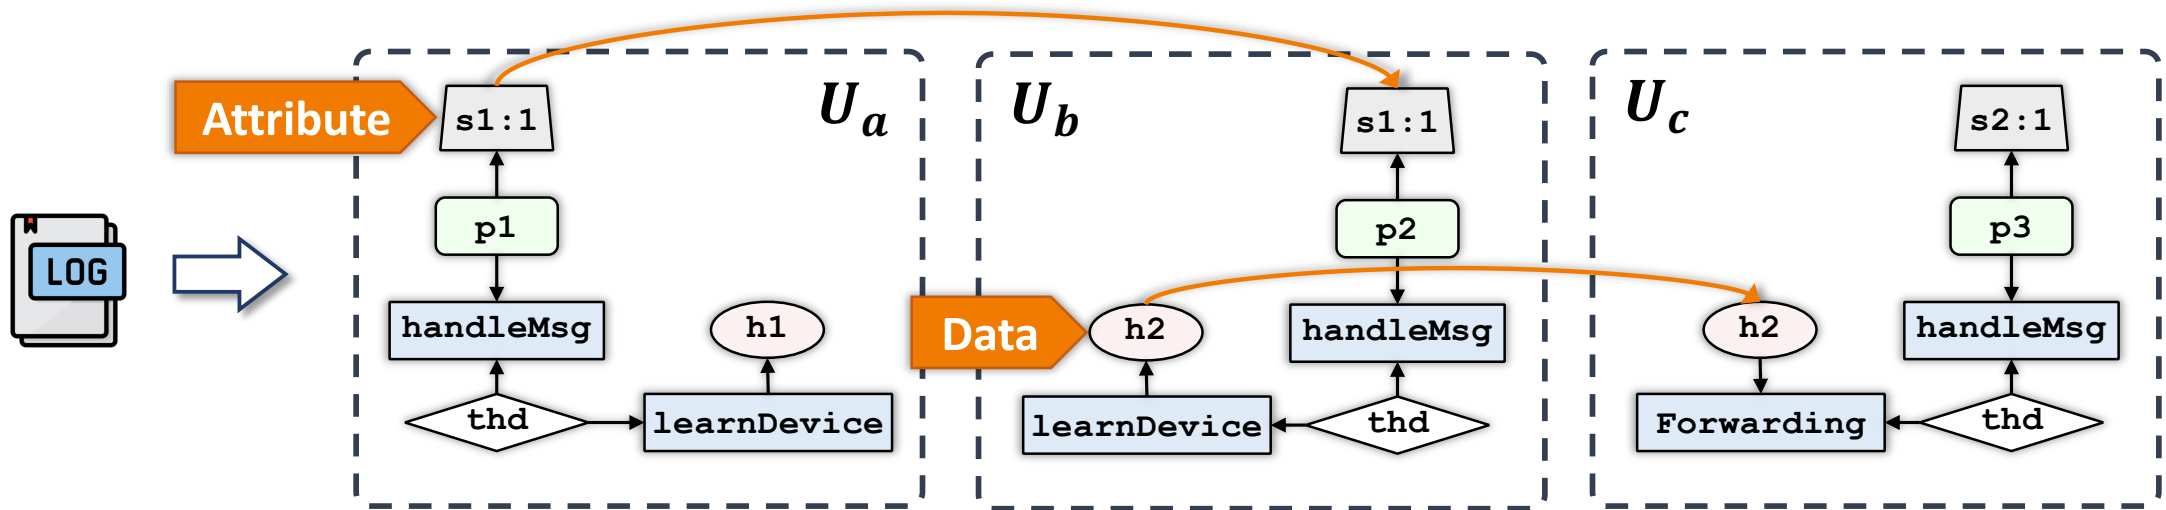 LOG
Attribute
U_a
s1:1
p1
handleMsg
h1
thd
learnDevice
U_b
s1:1
p2
Data
h2
handleMsg
learnDevice
thd
U_c
s2:1
p3
h2
handleMsg
Forwarding
thd